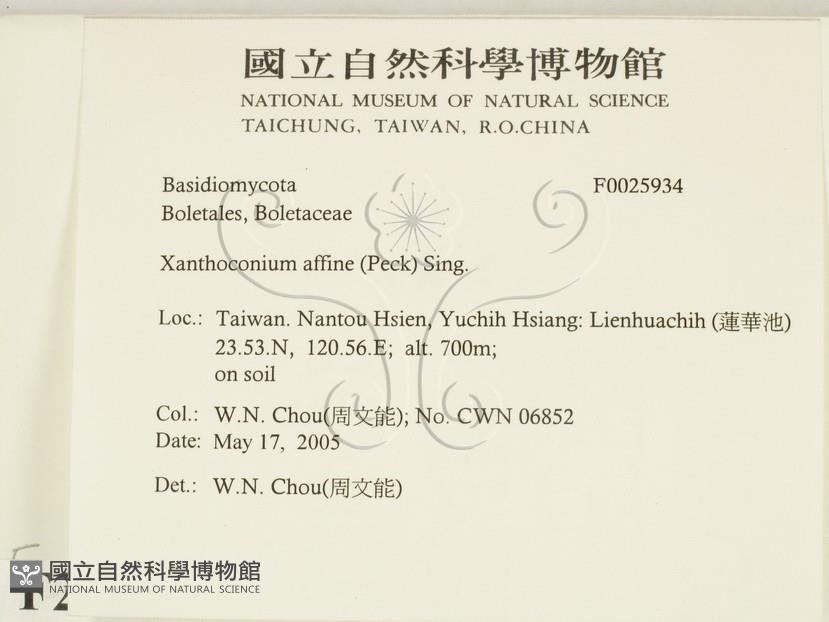 國立自然科學博物館
NATIONAL MUSEUM OF NATURAL SCIENCE
TAICHUNG, TAIWAN, R.O.CHINA
Basidiomycota F0025934
Boletales, Boletaceae
Xanthoconium affine (Peck) Sing.
Loc.: Taiwan. Nantou Hsien, Yuchih Hsiang: Lienhuachih (蓮華池)
23.53.N, 120.56.E; alt. 700m;
on soil
Col.: W.N. Chou(周文能); No. CWN 06852
Date: May 17, 2005
Det.: W.N. Chou(周文能)
國立自然科學博物館
NATIONAL MUSEUM OF NATURAL SCIENCE